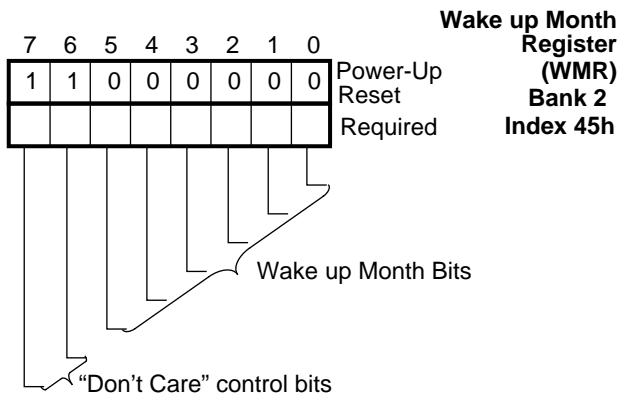 Wake up Month
Register
(WMR)
Bank 2
Index 45h
7 6 5 4 3 2 1 0
1 1 0 0 0 0 0 0
Power-Up
Reset
Required
Wake up Month Bits
“Don’t Care” control bits